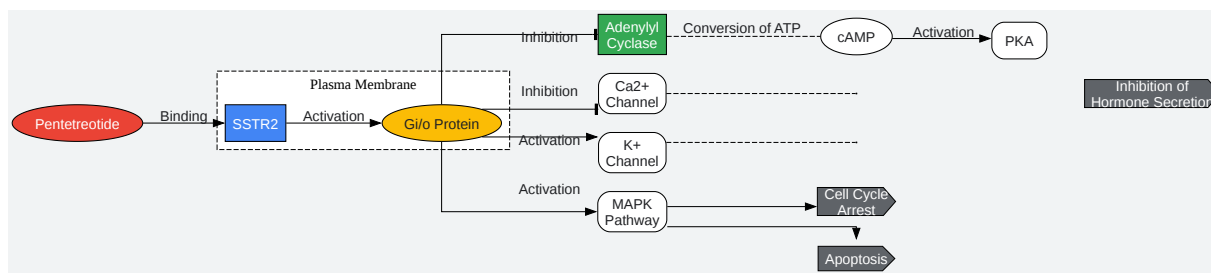 Adenylyl
Cyclase
Inhibition
Conversion of ATP
cAMP
Activation
PKA
Plasma Membrane
Ca2+
Channel
Inhibition
Inhibition of
Hormone Secretion
Pentetreotide
Binding
SSTR2
Activation
Gi/o Protein
Activation
K+
Channel
Activation
MAPK
Pathway
Cell Cycle
Arrest
Apoptosis